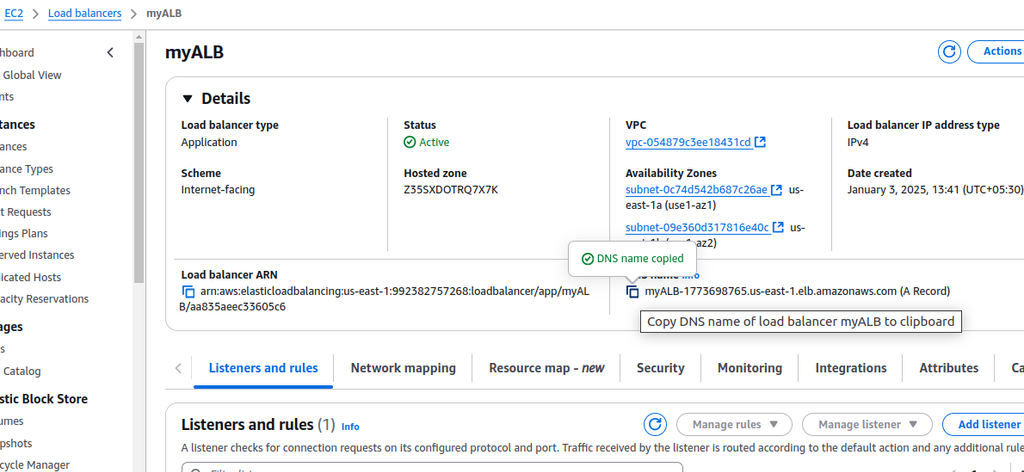 EC2 > Load balancers > myALB
hboard
Global View
nts
tances
ances
ance Types
nch Templates
t Requests
ngs Plans
erved Instances
icated Hosts
acity Reservations
ages
s
Catalog
stic Block Store
umes
pshots
ecycle Manager
myALB
Actions
Details
Load balancer type
Application
Status
Active
VPC
vpc-054879c3ee18431cd
Load balancer IP address type
IPv4
Scheme
Internet-facing
Hosted zone
Z35SXDOTRQ7X7K
Availability Zones
subnet-0c74d542b687c26ae us-
east-1a (use1-az1)
subnet-09e360d317816e40c us-
az2)
Date created
January 3, 2025, 13:41 (UTC+05:30)
DNS name copied
Load balancer ARN
arn:aws:elasticloadbalancing:us-east-1:992382757268:loadbalancer/app/myAL
B/aa835aeec33605c6
name Info
myALB-1773698765.us-east-1.elb.amazonaws.com (A Record)
Copy DNS name of load balancer myALB to clipboard
Listeners and rules
Network mapping
Resource map - new
Security
Monitoring
Integrations
Attributes
Ca
Listeners and rules (1) Info
Manage rules
Manage listener
Add listener
A listener checks for connection requests on its configured protocol and port. Traffic received by the listener is routed according to the default action and any additional rule